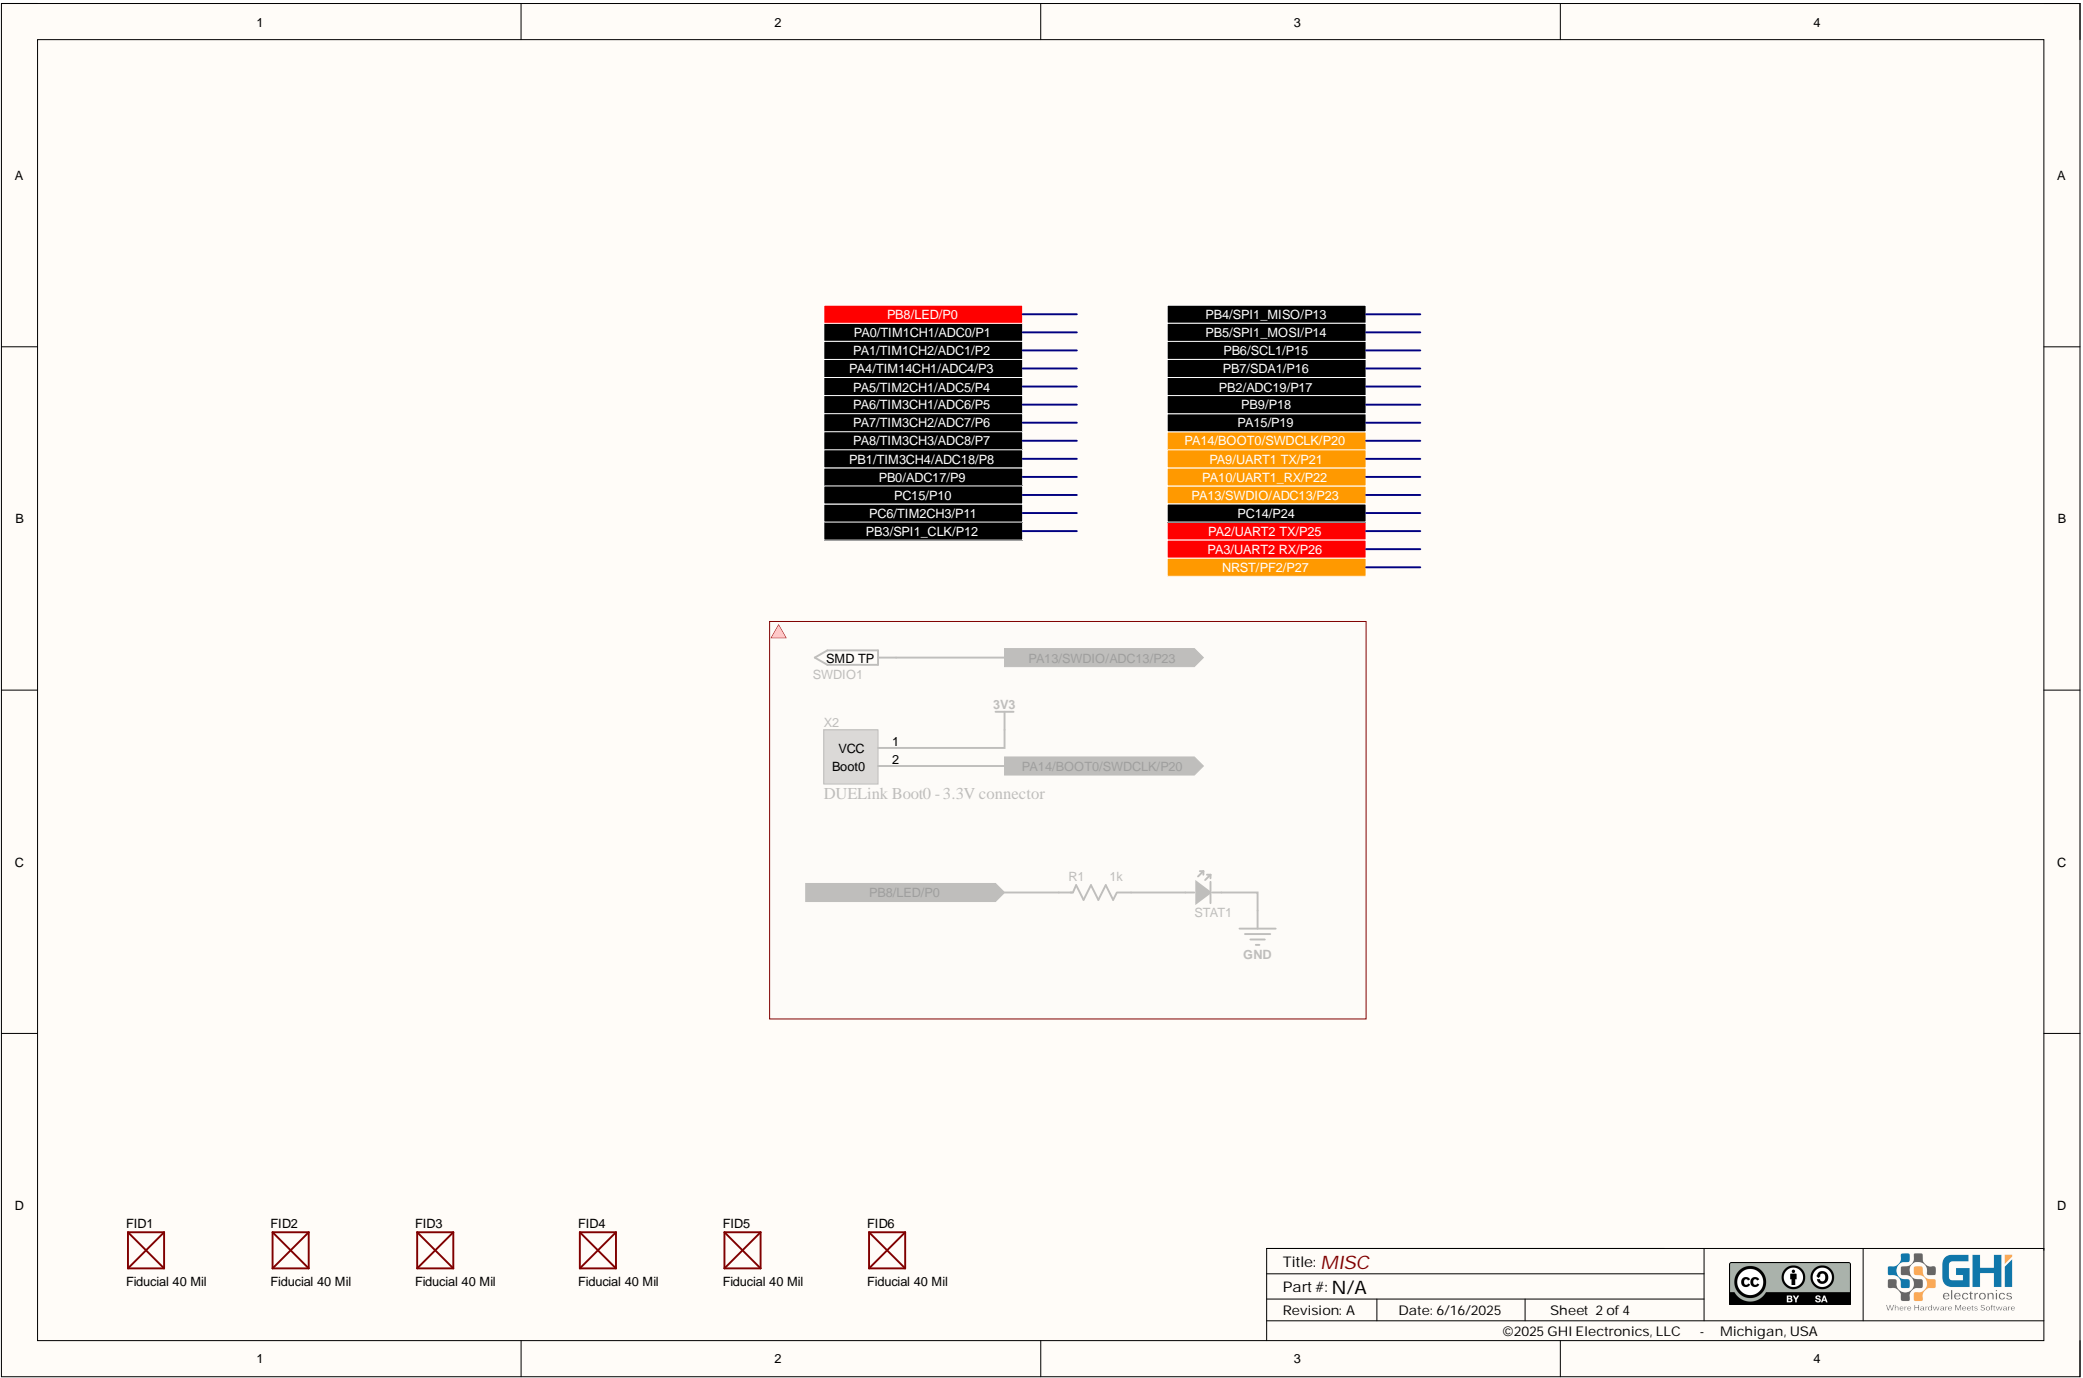 1 2 3 4
A A
PB8/LED/P0
PA0/TIM1CH1/ADC0/P1
PA1/TIM1CH2/ADC1/P2
PA4/TIM14CH1/ADC4/P3
PA5/TIM2CH1/ADC5/P4
PA6/TIM3CH1/ADC6/P5
PA7/TIM3CH2/ADC7/P6
PA8/TIM3CH3/ADC8/P7
PB1/TIM3CH4/ADC18/P8
PB0/ADC17/P9
PC15/P10
PC6/TIM2CH3/P11
PB3/SPI1_CLK/P12
PB4/SPI1_MISO/P13
PB5/SPI1_MOSI/P14
PB6/SCL1/P15
PB7/SDA1/P16
PB2/ADC19/P17
PB9/P18
PA15/P19
PA14/BOOT0/SWDCLK/P20
PA9/UART1 TX/P21
PA10/UART1_RX/P22
PA13/SWDIO/ADC13/P23
PC14/P24
PA2/UART2 TX/P25
PA3/UART2 RX/P26
NRST/PF2/P27
B B
SMD TP PA13/SWDIO/ADC13/P23
SWDIO1
3V3
X2
VCC 1
Boot0 2 PA14/BOOT0/SWDCLK/P20
DUELink Boot0 - 3.3V connector
C C
R1 1k
PB8/LED/P0
STAT1
GND
D D
FID1 FID2 FID3 FID4 FID5 FID6
Fiducial 40 Mil Fiducial 40 Mil Fiducial 40 Mil Fiducial 40 Mil Fiducial 40 Mil Fiducial 40 Mil
Title: MISC
Part #: N/A
Revision: A Date: 6/16/2025 Sheet 2 of 4
cc BY SA
GHI
electronics
Where Hardware Meets Software
©2025 GHI Electronics, LLC - Michigan, USA
1 2 3 4